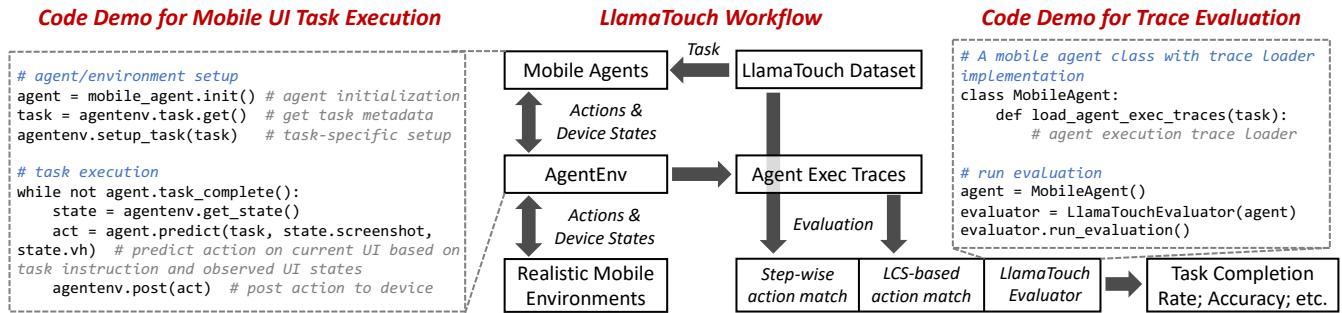 Code Demo for Mobile UI Task Execution
# agent/environment setup
agent = mobile_agent.init() # agent initialization
task = agentenv.task.get()   # get task metadata
agentenv.setup_task(task)   # task-specific setup
# task execution
while not agent.task_complete():
    state = agentenv.get_state()
    act = agent.predict(task, state.screenshot,
state.vh)  # predict action on current UI based on
task instruction and observed UI states
    agentenv.post(act)  # post action to device
LlamaTouch Workflow
Task
Mobile Agents
LlamaTouch Dataset
Actions &
Device States
AgentEnv
Agent Exec Traces
Actions &
Device States
Evaluation
Realistic Mobile
Environments
Step-wise
action match
LCS-based
action match
LlamaTouch
Evaluator
Task Completion
Rate; Accuracy; etc.
Code Demo for Trace Evaluation
# A mobile agent class with trace loader
implementation
class MobileAgent:
    def load_agent_exec_traces(task):
        # agent execution trace loader
# run evaluation
agent = MobileAgent()
evaluator = LlamaTouchEvaluator(agent)
evaluator.run_evaluation()